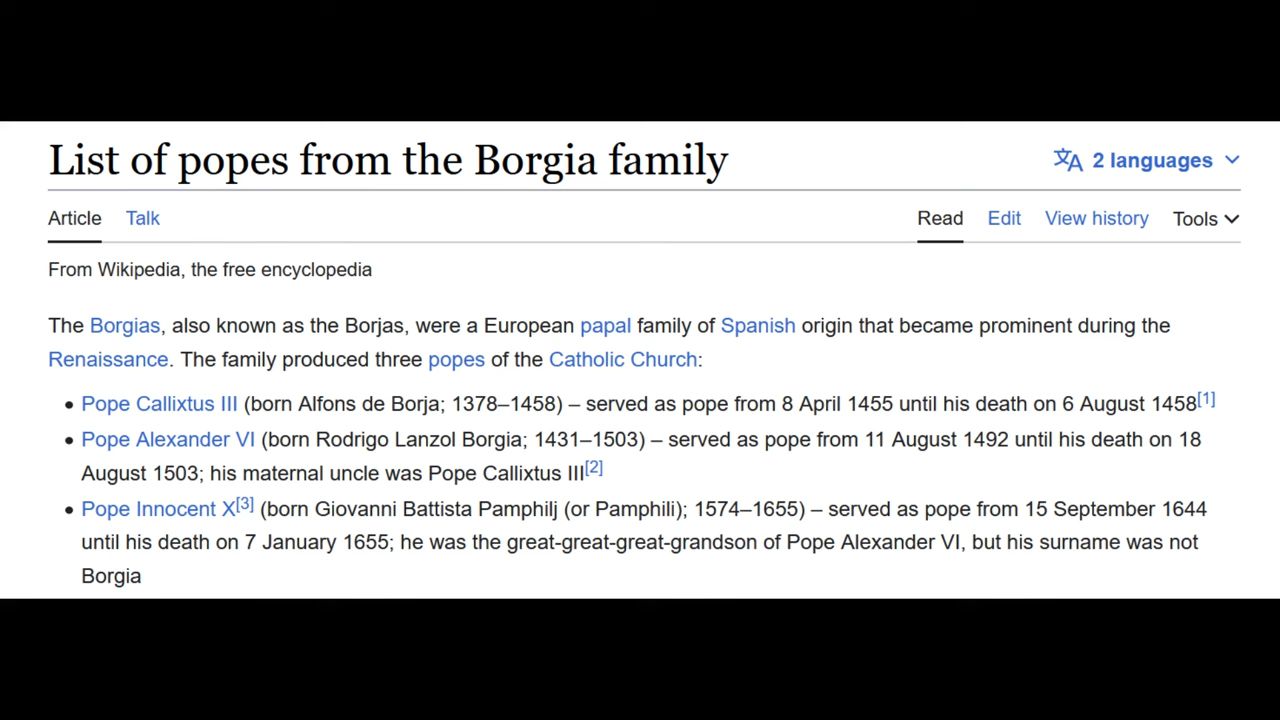 List of popes from the Borgia family
2 languages
Article Talk Read Edit View history Tools
From Wikipedia, the free encyclopedia
The Borgias, also known as the Borjas, were a European papal family of Spanish origin that became prominent during the
Renaissance. The family produced three popes of the Catholic Church:
• Pope Callixtus III (born Alfons de Borja; 1378–1458) – served as pope from 8 April 1455 until his death on 6 August 1458[1]
• Pope Alexander VI (born Rodrigo Lanzol Borgia; 1431–1503) – served as pope from 11 August 1492 until his death on 18
August 1503; his maternal uncle was Pope Callixtus III[2]
• Pope Innocent X[3] (born Giovanni Battista Pamphilj (or Pamphili); 1574–1655) – served as pope from 15 September 1644
until his death on 7 January 1655; he was the great-great-great-grandson of Pope Alexander VI, but his surname was not
Borgia